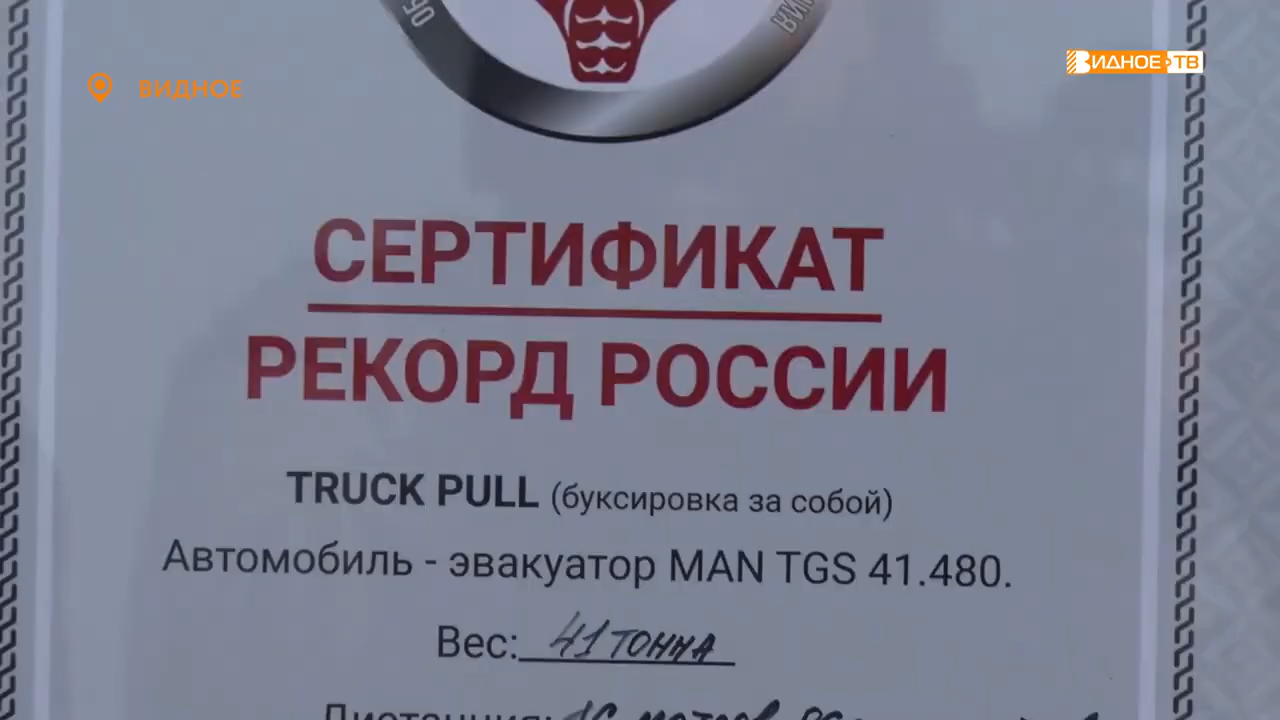 ВИДНОЕ
ВИДНОЕ ТВ
СЕРТИФИКАТ
РЕКОРД РОССИИ
TRUCK PULL (буксировка за собой)
Автомобиль - эвакуатор MAN TGS 41.480.
Вес: 41 тонна
Дистанция: